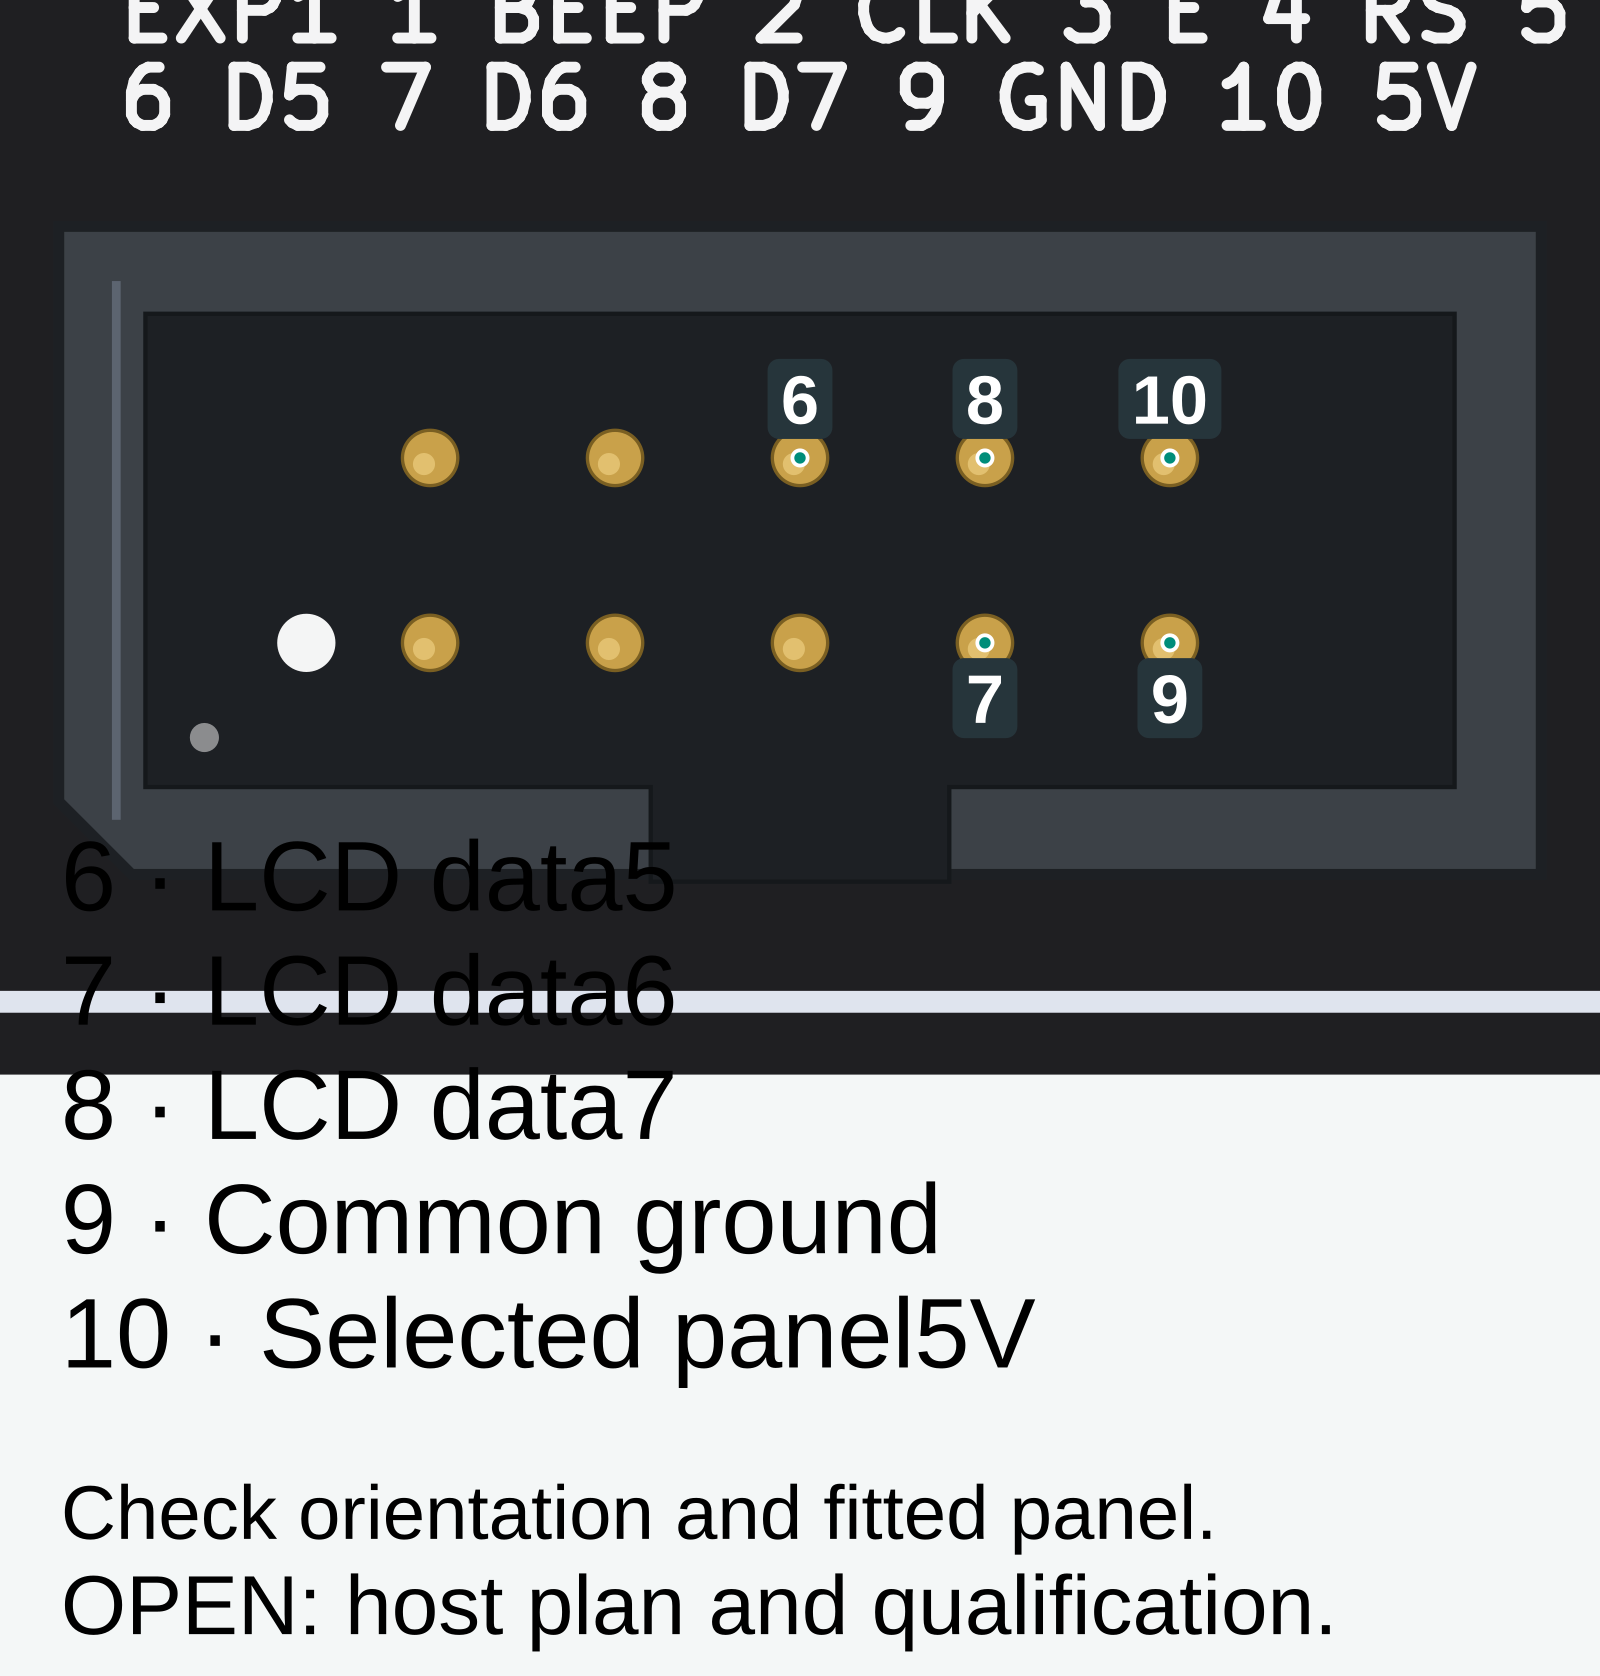 EXP1 1 BEEP 2 CLK 3 E 4 RS 5
6 D5 7 D6 8 D7 9 GND 10 5V
6 8 10
7 9
6 · LCD data5
7 · LCD data6
8 · LCD data7
9 · Common ground
10 · Selected panel5V
Check orientation and fitted panel.
OPEN: host plan and qualification.